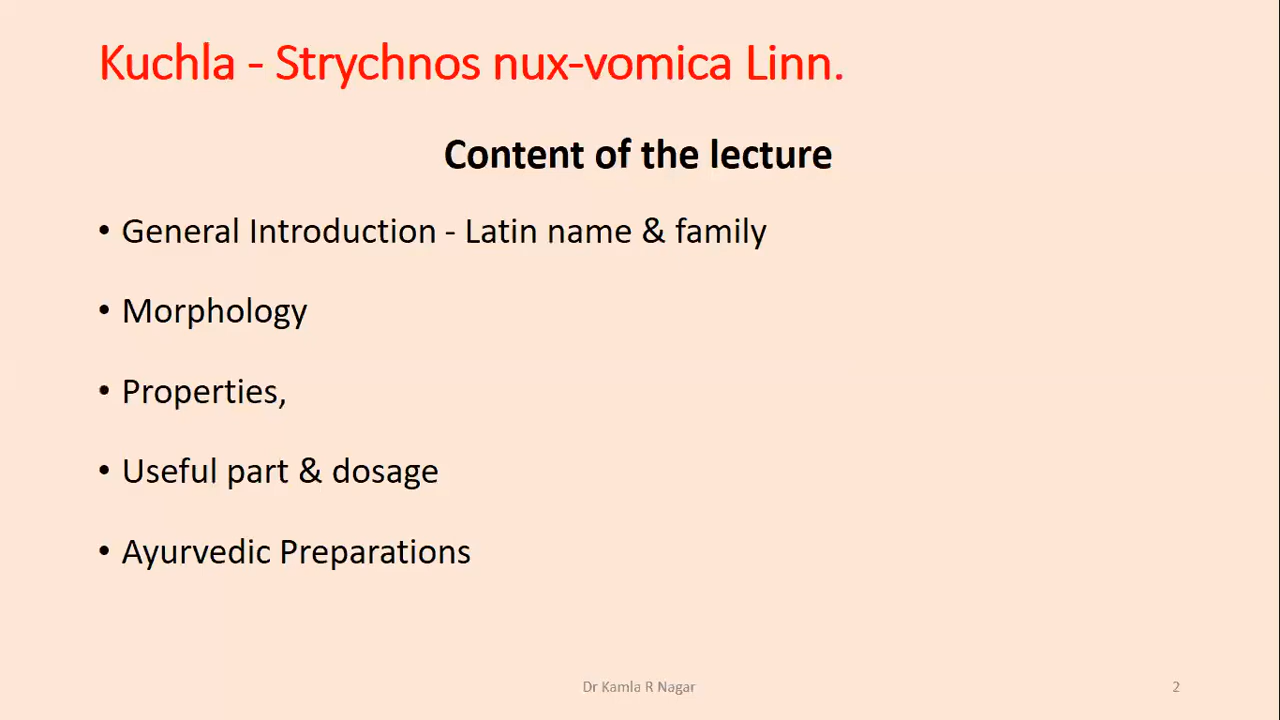 Kuchla - Strychnos nux-vomica Linn.
Content of the lecture
• General Introduction - Latin name & family
• Morphology
• Properties,
• Useful part & dosage
• Ayurvedic Preparations
Dr Kamla R Nagar
2